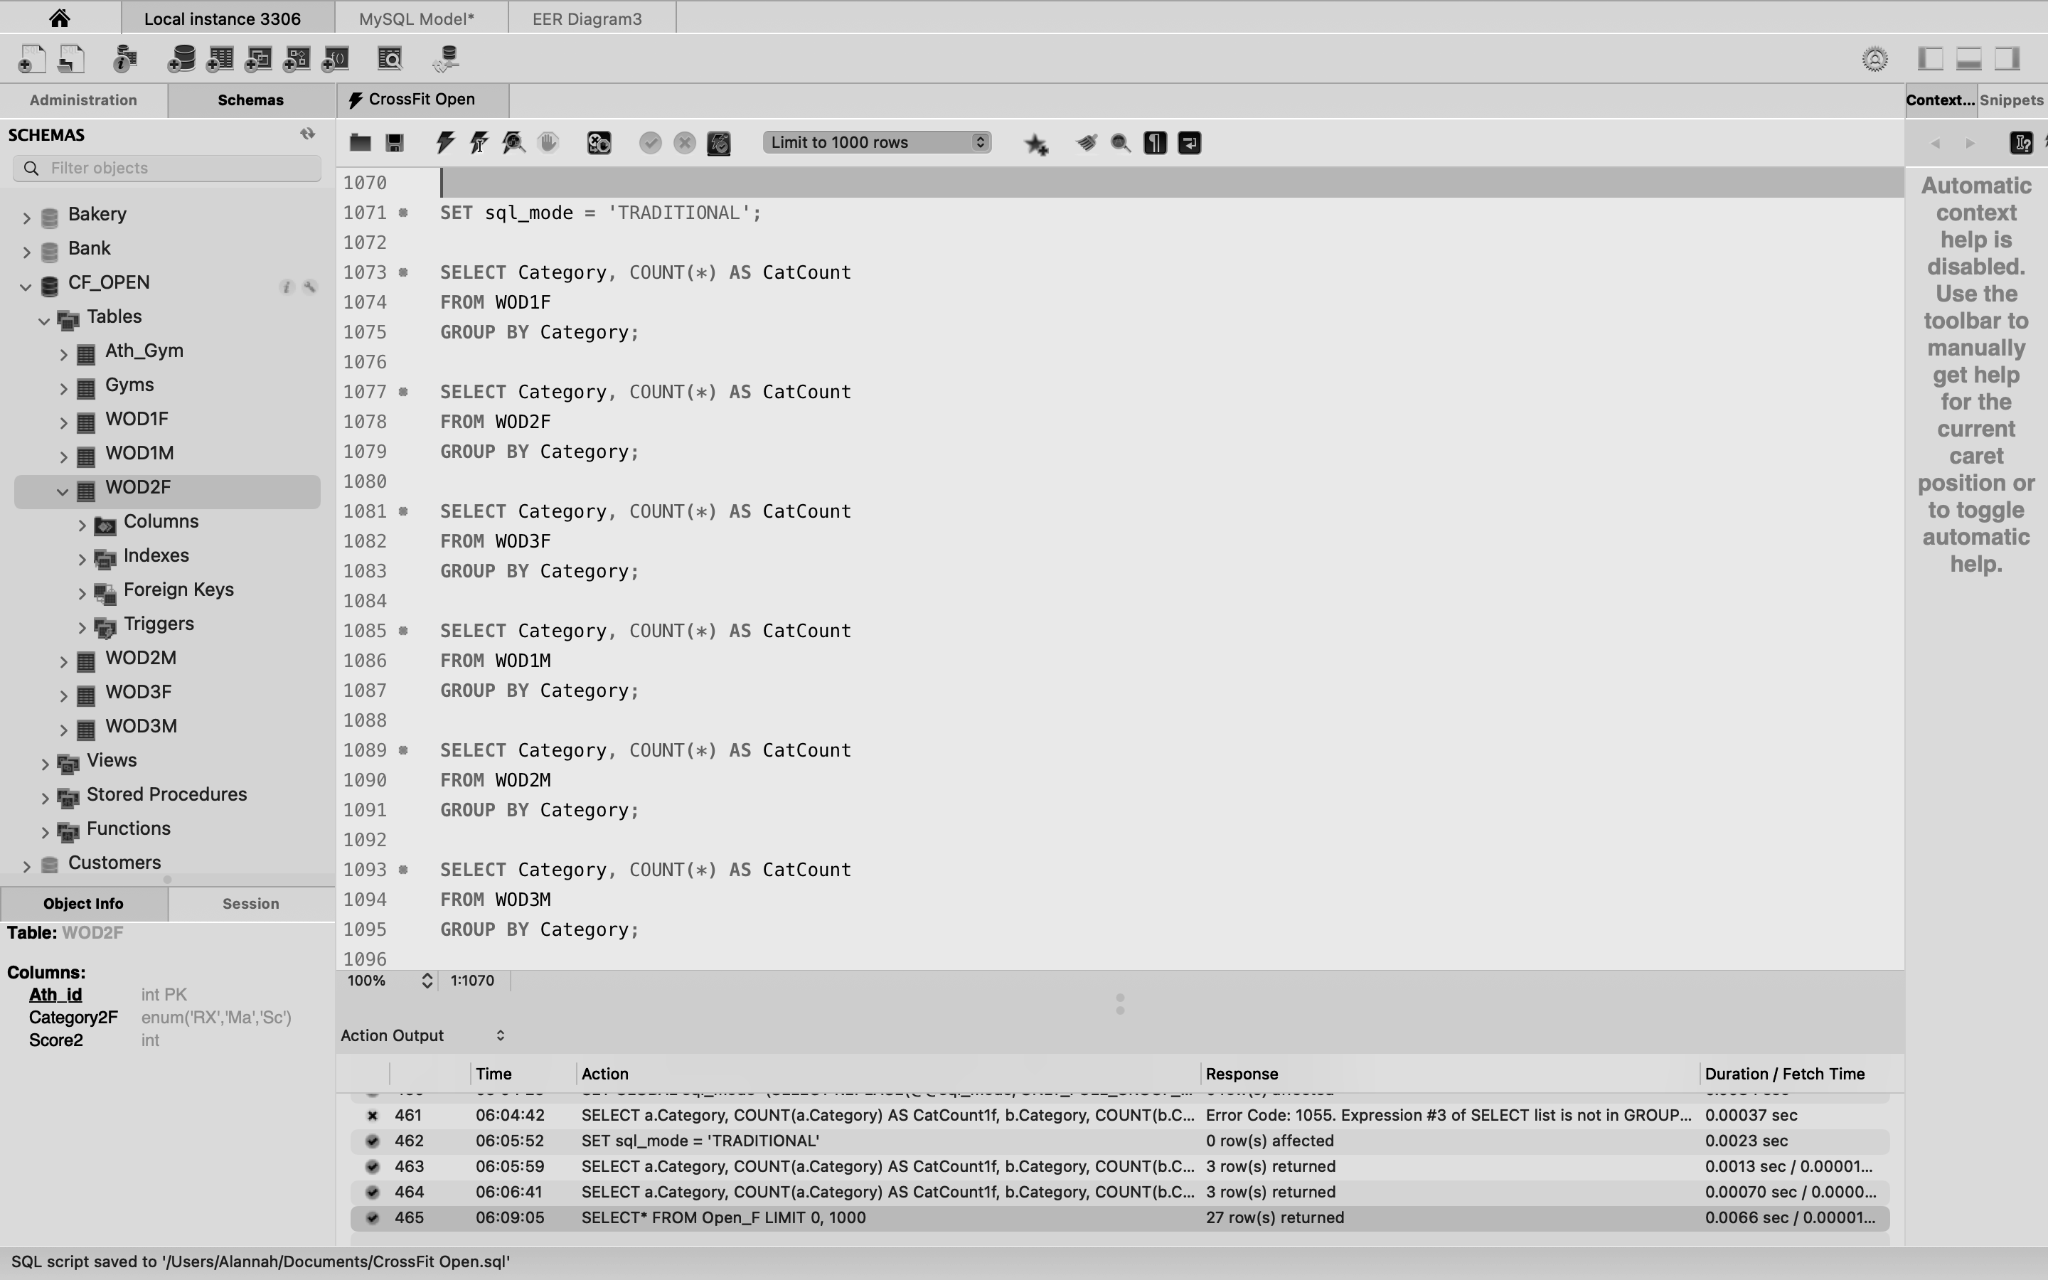 Local instance 3306
MySQL Model*
EER Diagram3
Administration
Schemas
CrossFit Open
Context...
Snippets
SCHEMAS
Filter objects
Limit to 1000 rows
Bakery
Bank
CF_OPEN
Tables
Ath_Gym
Gyms
WOD1F
WOD1M
WOD2F
Columns
Indexes
Foreign Keys
Triggers
WOD2M
WOD3F
WOD3M
Views
Stored Procedures
Functions
Customers
Object Info
Session
Table: WOD2F
Columns:
Ath_id int PK
Category2F enum('RX','Ma','Sc')
Score2 int
1070
1071 SET sql_mode = 'TRADITIONAL';
1072
1073 SELECT Category, COUNT(*) AS CatCount
1074 FROM WOD1F
1075 GROUP BY Category;
1076
1077 SELECT Category, COUNT(*) AS CatCount
1078 FROM WOD2F
1079 GROUP BY Category;
1080
1081 SELECT Category, COUNT(*) AS CatCount
1082 FROM WOD3F
1083 GROUP BY Category;
1084
1085 SELECT Category, COUNT(*) AS CatCount
1086 FROM WOD1M
1087 GROUP BY Category;
1088
1089 SELECT Category, COUNT(*) AS CatCount
1090 FROM WOD2M
1091 GROUP BY Category;
1092
1093 SELECT Category, COUNT(*) AS CatCount
1094 FROM WOD3M
1095 GROUP BY Category;
1096
100%
1:1070
Automatic
context
help is
disabled.
Use the
toolbar to
manually
get help
for the
current
caret
position or
to toggle
automatic
help.
Action Output
Time Action Response Duration / Fetch Time
461 06:04:42 SELECT a.Category, COUNT(a.Category) AS CatCount1f, b.Category, COUNT(b.C... Error Code: 1055. Expression #3 of SELECT list is not in GROUP... 0.00037 sec
462 06:05:52 SET sql_mode = 'TRADITIONAL' 0 row(s) affected 0.0023 sec
463 06:05:59 SELECT a.Category, COUNT(a.Category) AS CatCount1f, b.Category, COUNT(b.C... 3 row(s) returned 0.0013 sec / 0.00001...
464 06:06:41 SELECT a.Category, COUNT(a.Category) AS CatCount1f, b.Category, COUNT(b.C... 3 row(s) returned 0.00070 sec / 0.0000...
465 06:09:05 SELECT* FROM Open_F LIMIT 0, 1000 27 row(s) returned 0.0066 sec / 0.00001...
SQL script saved to '/Users/Alannah/Documents/CrossFit Open.sql'